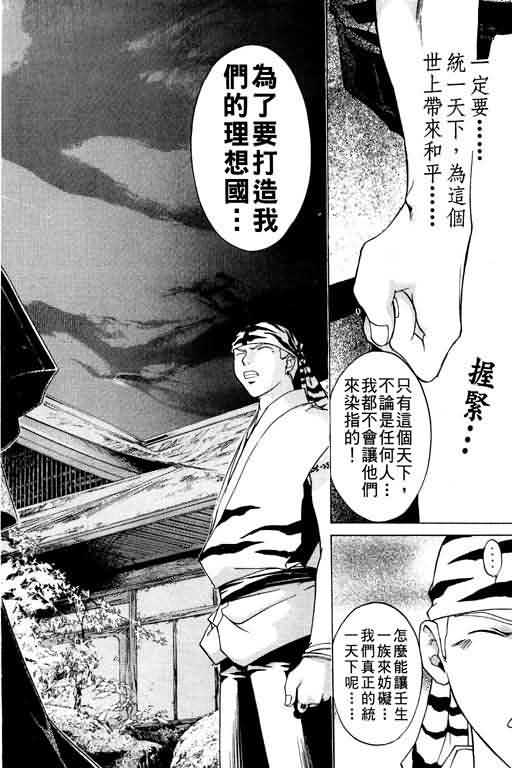 一定要……
統一天下，為這個
世上帶來和平……
握緊…
只有這個天下，
不論是任何人…
我都不會讓他們
來染指的！
…
怎麼能讓壬生
一族來妨礙…
我們真正的統
一天下呢…
為了要打造我
們的理想國…